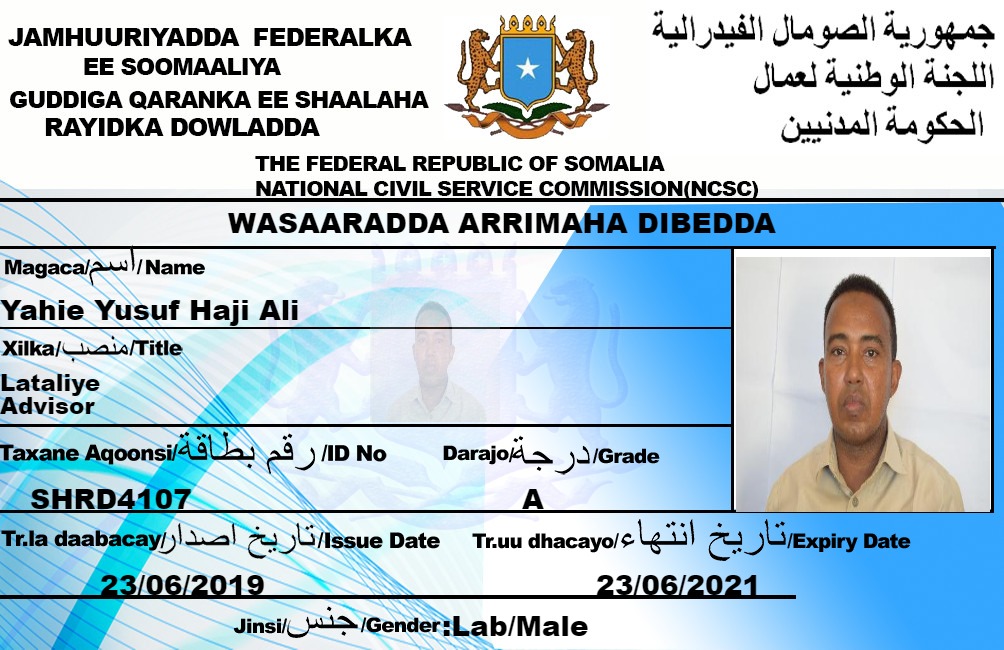 JAMHUURIYADDA FEDERALKA
EE SOOMAALIYA
GUDDIGA QARANKA EE SHAALAHA
RAYIDKA DOWLADDA
جمهورية الصومال الفيدرالية
اللجنة الوطنية لعمال
الحكومة المدنيين
THE FEDERAL REPUBLIC OF SOMALIA
NATIONAL CIVIL SERVICE COMMISSION(NCSC)
WASAARADDA ARRIMAHA DIBEDDA
Magaca/اسم/Name
Yahie Yusuf Haji Ali
Xilka/منصب/Title
Lataliye
Advisor
Taxane Aqoonsi/رقم بطاقة/ID No
Darajo/درجة/Grade
SHRD4107
A
Tr.la daabacay/تاريخ اصدار/Issue Date
Tr.uu dhacayo/تاريخ انتهاء/Expiry Date
23/06/2019
23/06/2021
Jinsi/جنس/Gender:Lab/Male